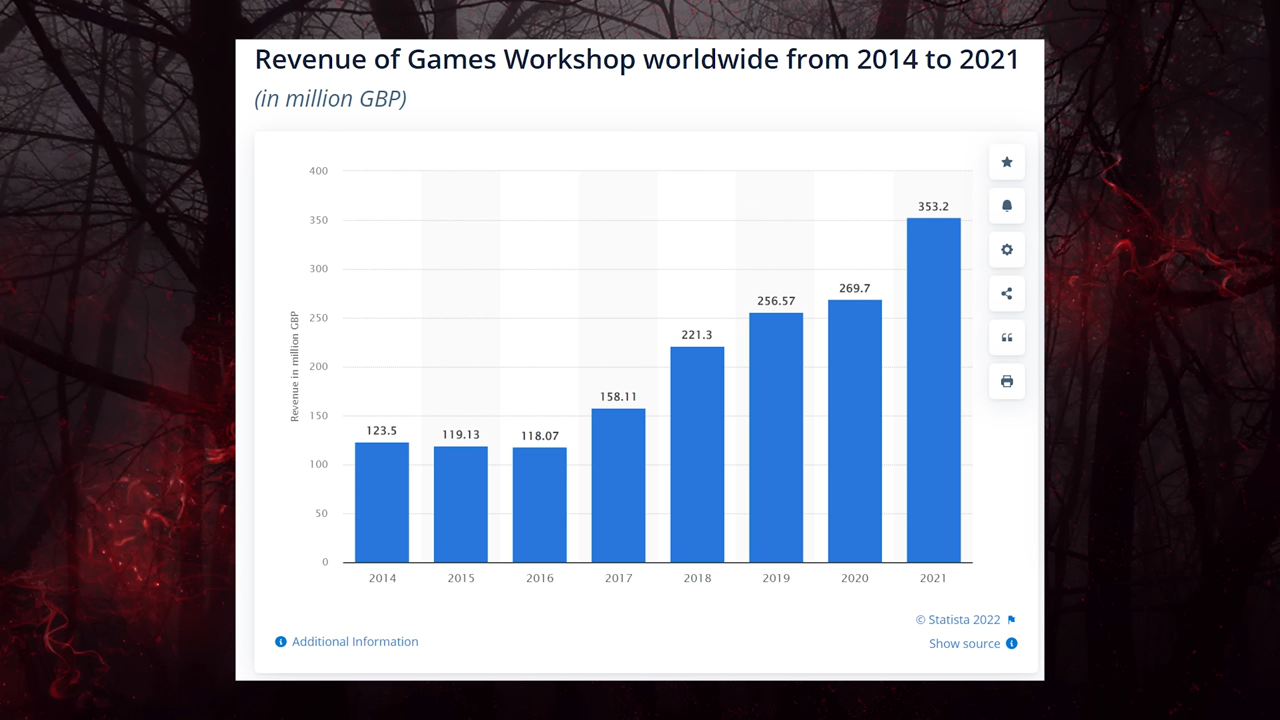 Revenue of Games Workshop worldwide from 2014 to 2021
(in million GBP)
400
350
300
250
200
150
100
50
0
Revenue in million GBP
123.5
119.13
118.07
158.11
221.3
256.57
269.7
353.2
2014 2015 2016 2017 2018 2019 2020 2021
© Statista 2022
Additional Information
Show source